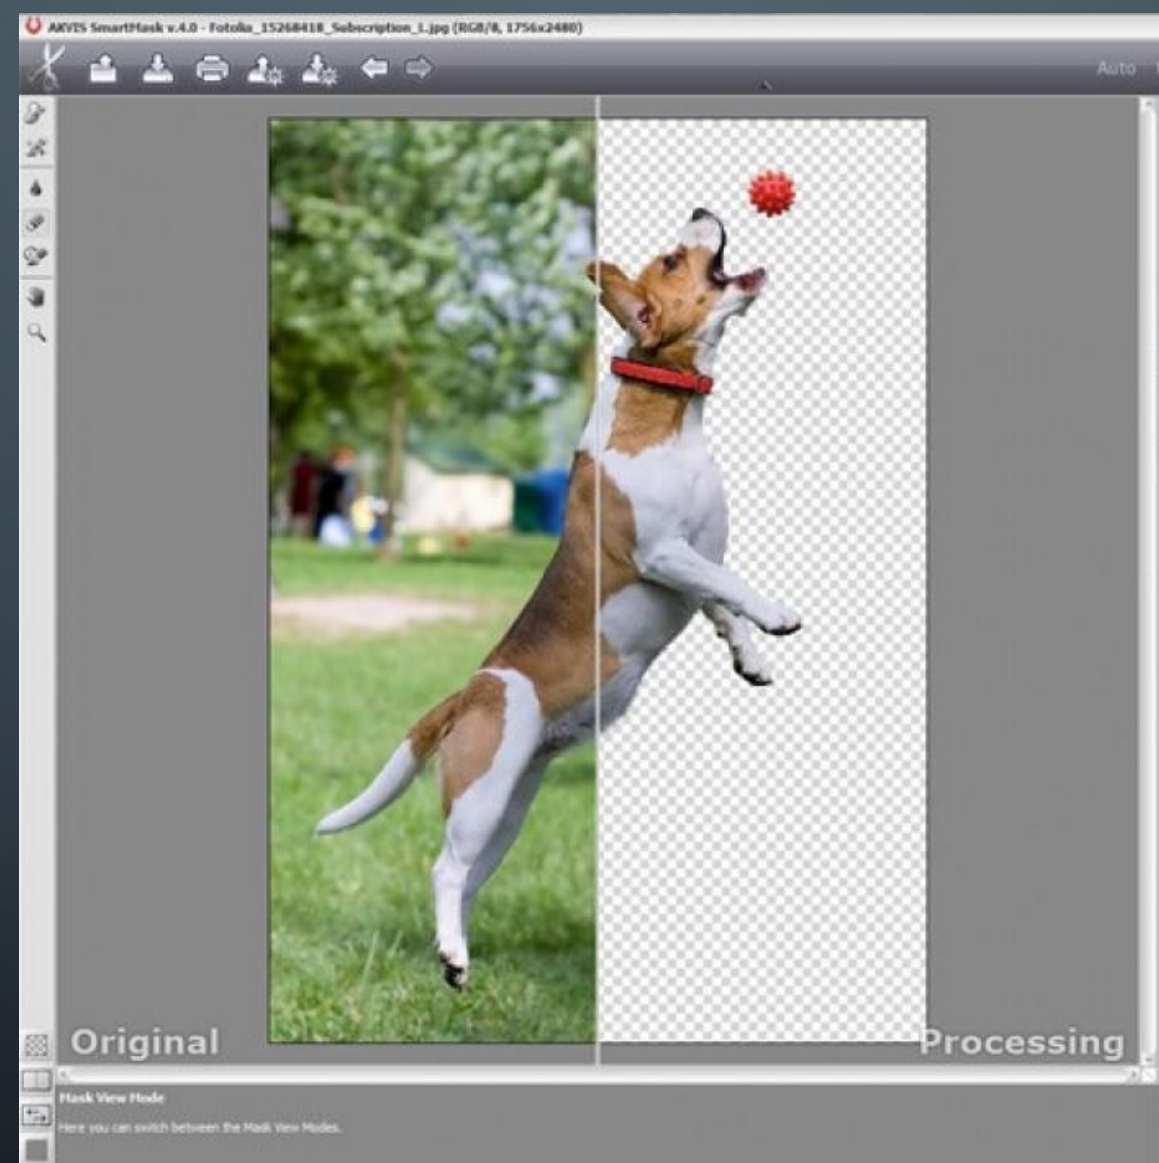 AKVIS SmartMask v.4.0 - Fotolia_15268418_Subscription_L.jpg (RGB/8, 1756x2480)
Auto
Original
Processing
Mask View Mode
Here you can switch between the Mask View Modes.